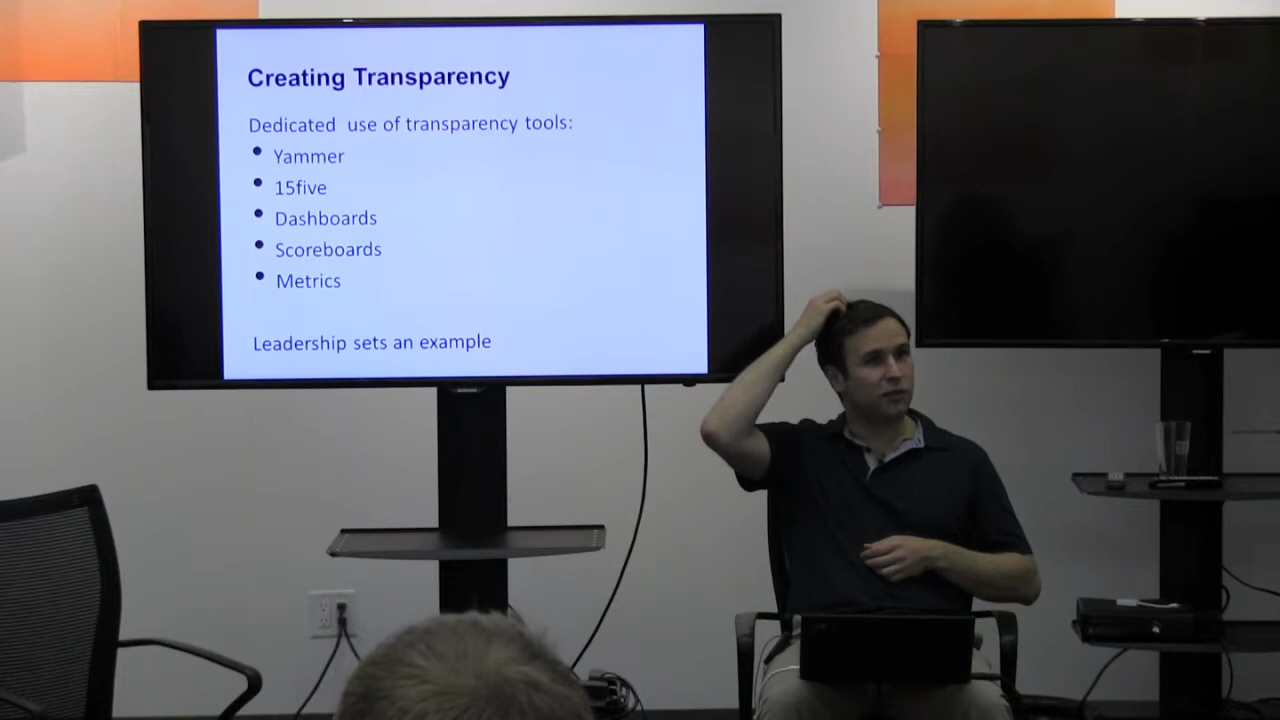 Creating Transparency
Dedicated use of transparency tools:
• Yammer
• 15five
• Dashboards
• Scoreboards
• Metrics
Leadership sets an example